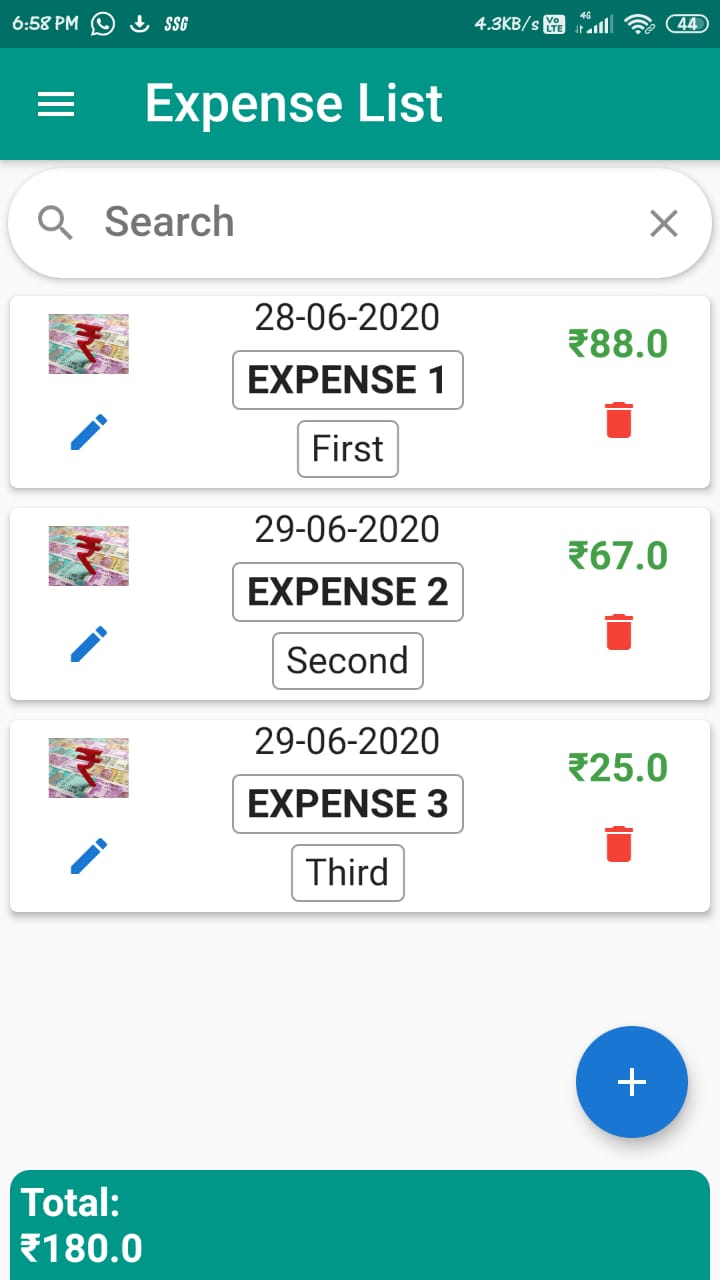 6:58 PM SSG 4.3KB/s Vo LTE 4G 44
Expense List
Search
28-06-2020
₹88.0
EXPENSE 1
First
29-06-2020
₹67.0
EXPENSE 2
Second
29-06-2020
₹25.0
EXPENSE 3
Third
Total:
₹180.0